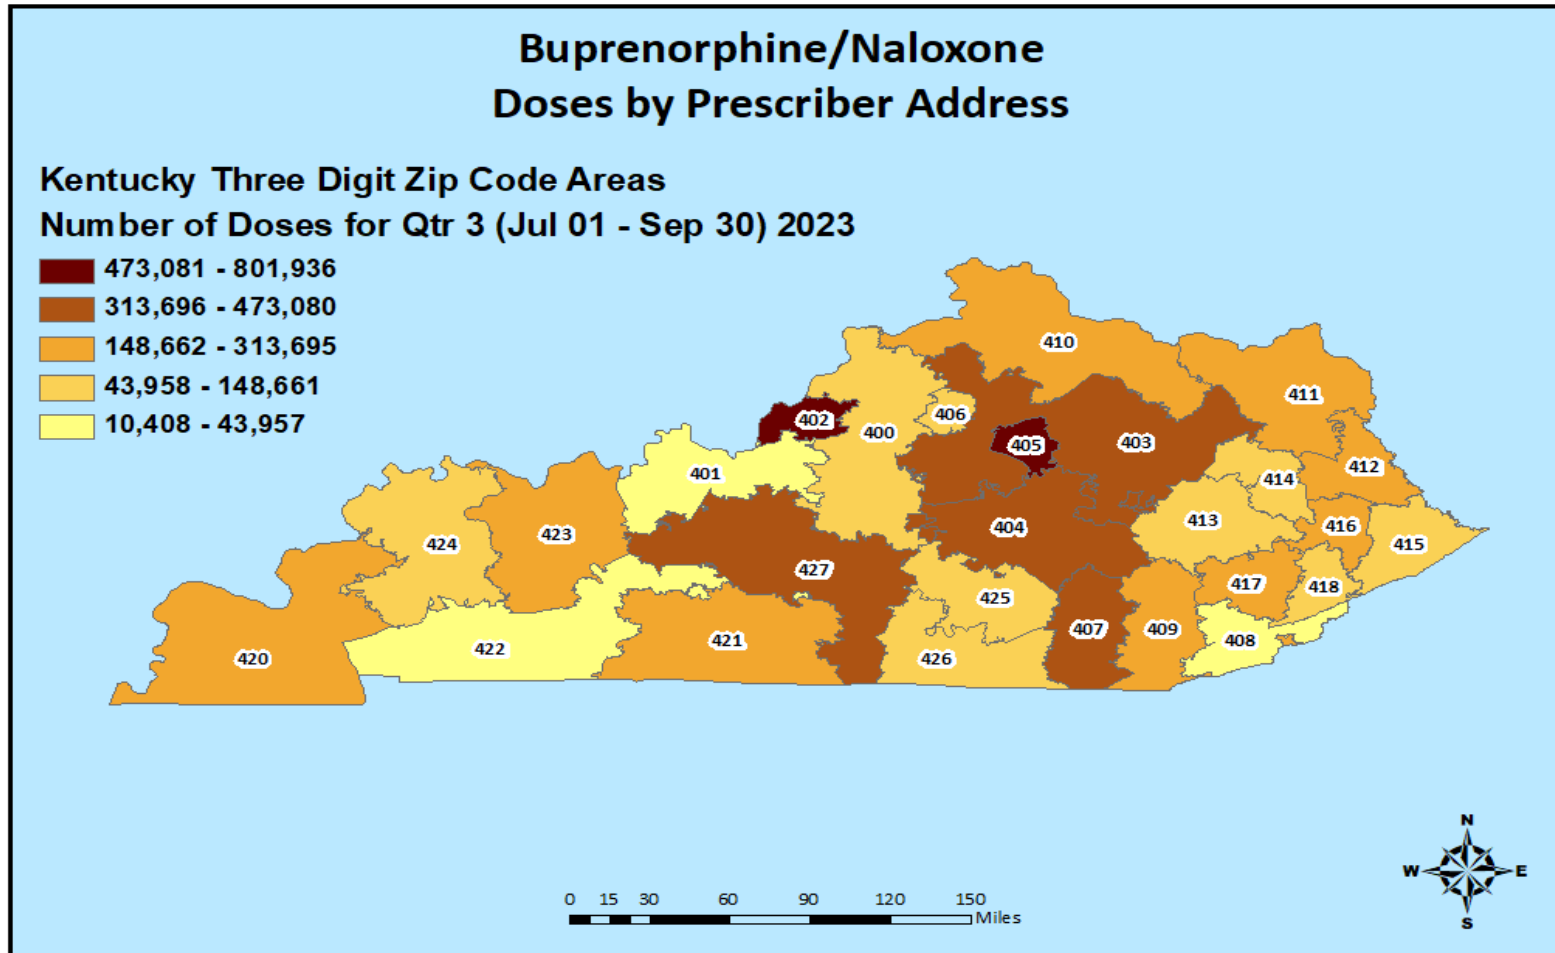 Buprenorphine/Naloxone
Doses by Prescriber Address
Kentucky Three Digit Zip Code Areas
Number of Doses for Qtr 3 (Jul 01 - Sep 30) 2023
473,081 - 801,936
313,696 - 473,080
148,662 - 313,695
43,958 - 148,661
10,408 - 43,957
410
411
406
402
400
405
403
401
412
414
413
404
416
415
424
423
427
417
418
425
407
409
408
421
422
426
420
N
W E
S
0 15 30 60 90 120 150
Miles